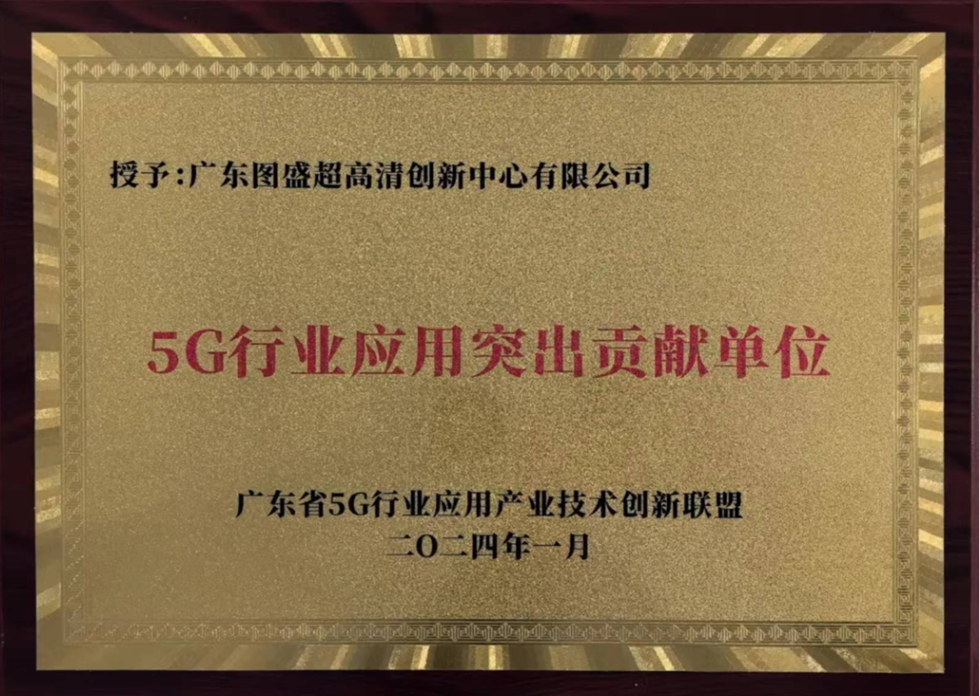 授予:广东图盛超高清创新中心有限公司
5G行业应用突出贡献单位
广东省5G行业应用产业技术创新联盟
二O二四年一月